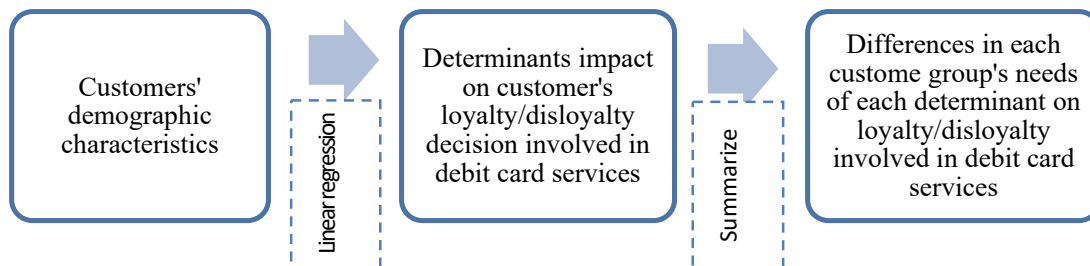 Customers'
demographic
characteristics
Linear regression
Determinants impact
on customer's
loyalty/disloyalty
decision involved in
debit card services
Summarize
Differences in each
custome group's needs
of each determinant on
loyalty/disloyalty
involved in debit card
services